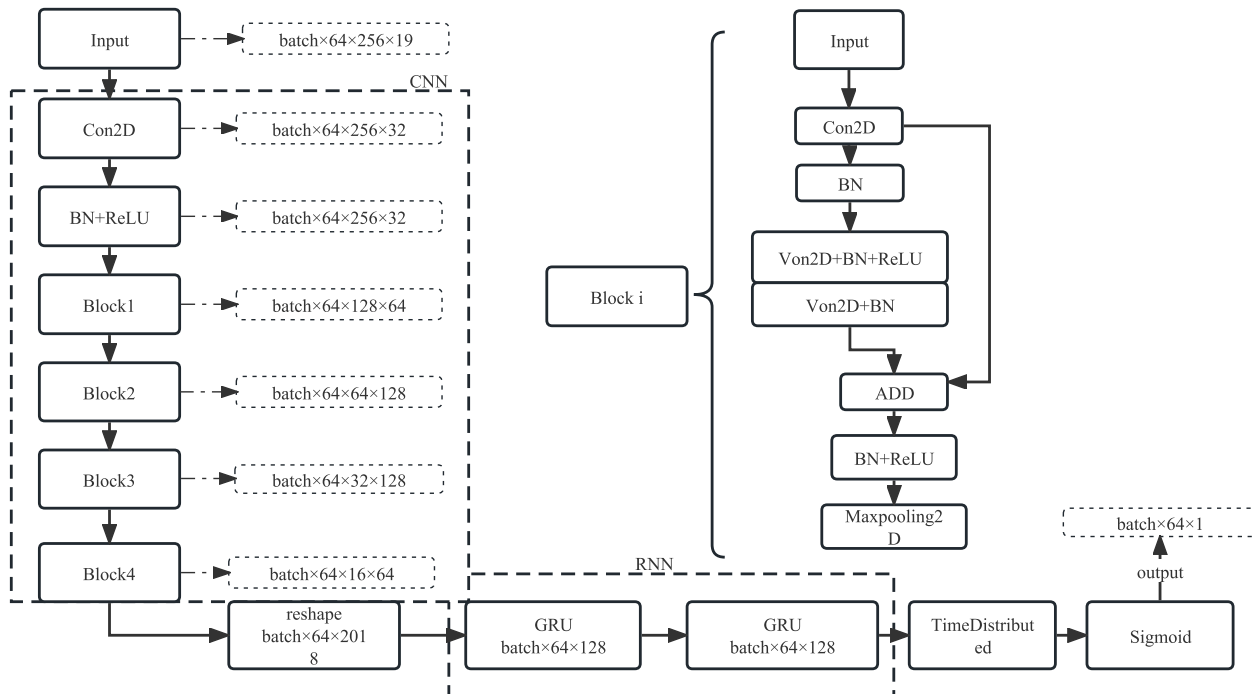 Input
batch×64×256×19
CNN
Con2D
batch×64×256×32
BN+ReLU
batch×64×256×32
Block1
batch×64×128×64
Block2
batch×64×64×128
Block3
batch×64×32×128
Block4
batch×64×16×64
reshape
batch×64×201
8
RNN
GRU
batch×64×128
GRU
batch×64×128
TimeDistribut
ed
Sigmoid
output
batch×64×1
Block i
Input
Con2D
BN
Von2D+BN+ReLU
Von2D+BN
ADD
BN+ReLU
Maxpooling2
D